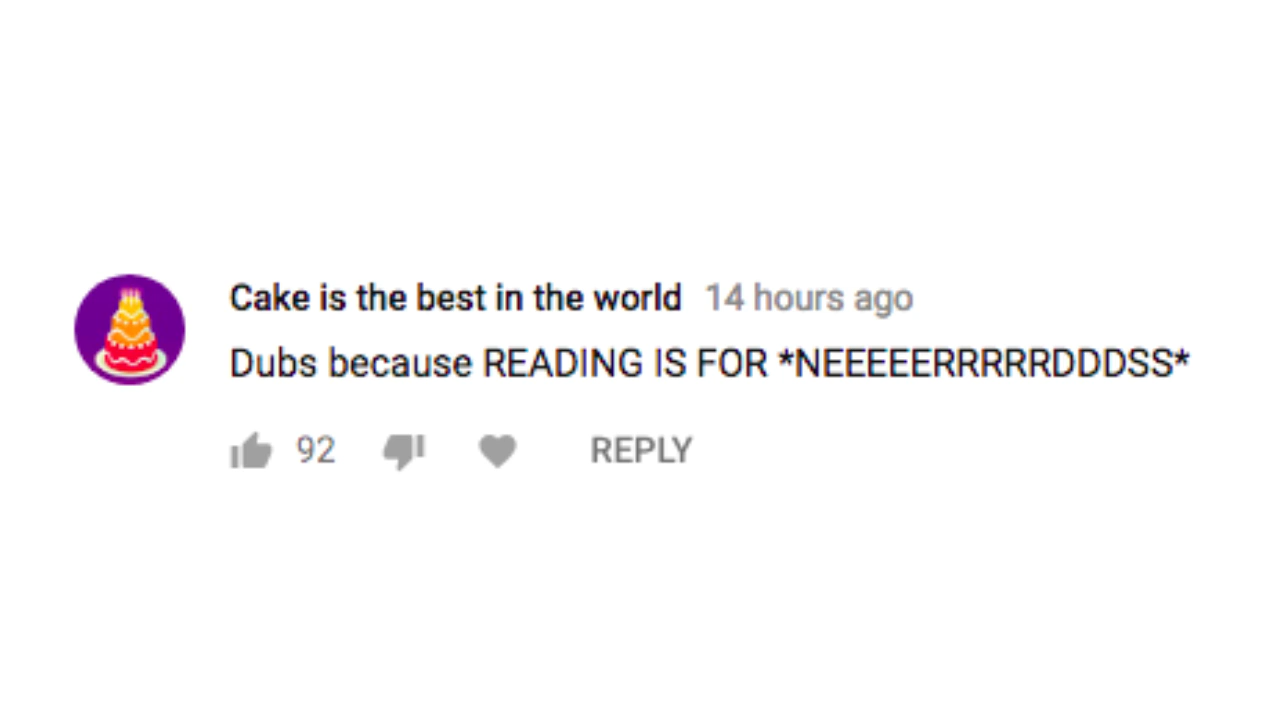 Cake is the best in the world 14 hours ago
Dubs because READING IS FOR *NEEEEERRRRRDDDSS*
92 REPLY